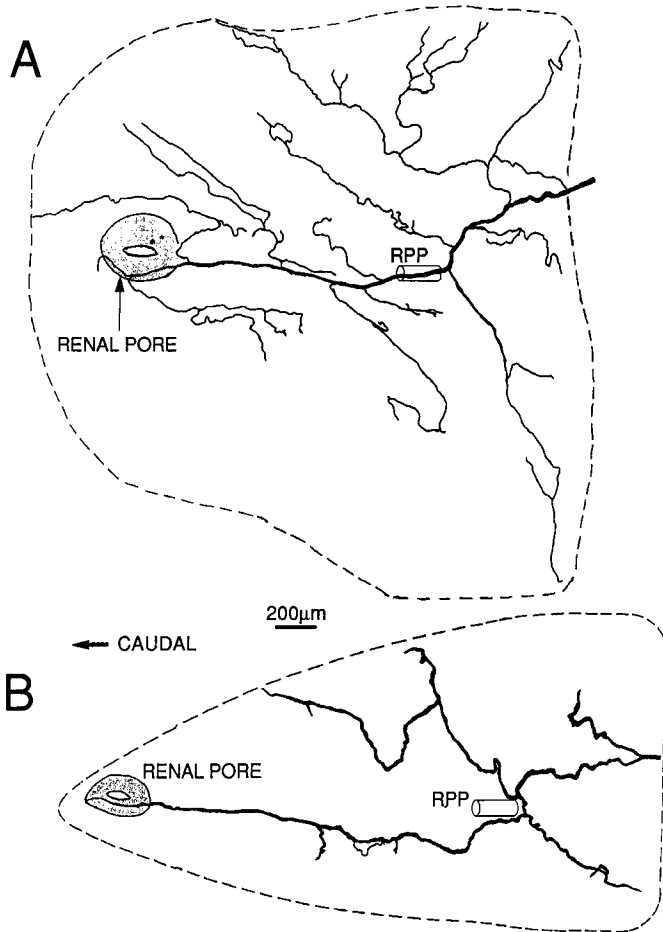 A
RPP
RENAL PORE
200µm
CAUDAL
B
RENAL PORE
RPP